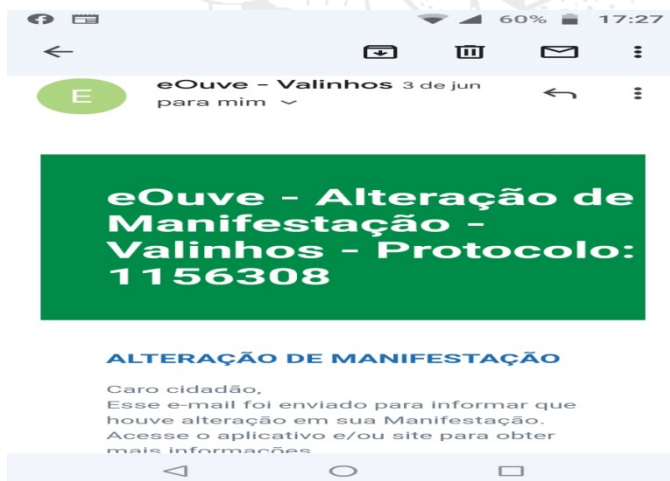 60% 17:27
E
eOuve - Valinhos 3 de jun
para mim
eOuve - Alteração de
Manifestação -
Valinhos - Protocolo:
1156308
ALTERAÇÃO DE MANIFESTAÇÃO
Caro cidadão,
Esse e-mail foi enviado para informar que
houve alteração em sua Manifestação.
Acesse o aplicativo e/ou site para obter
mais informações